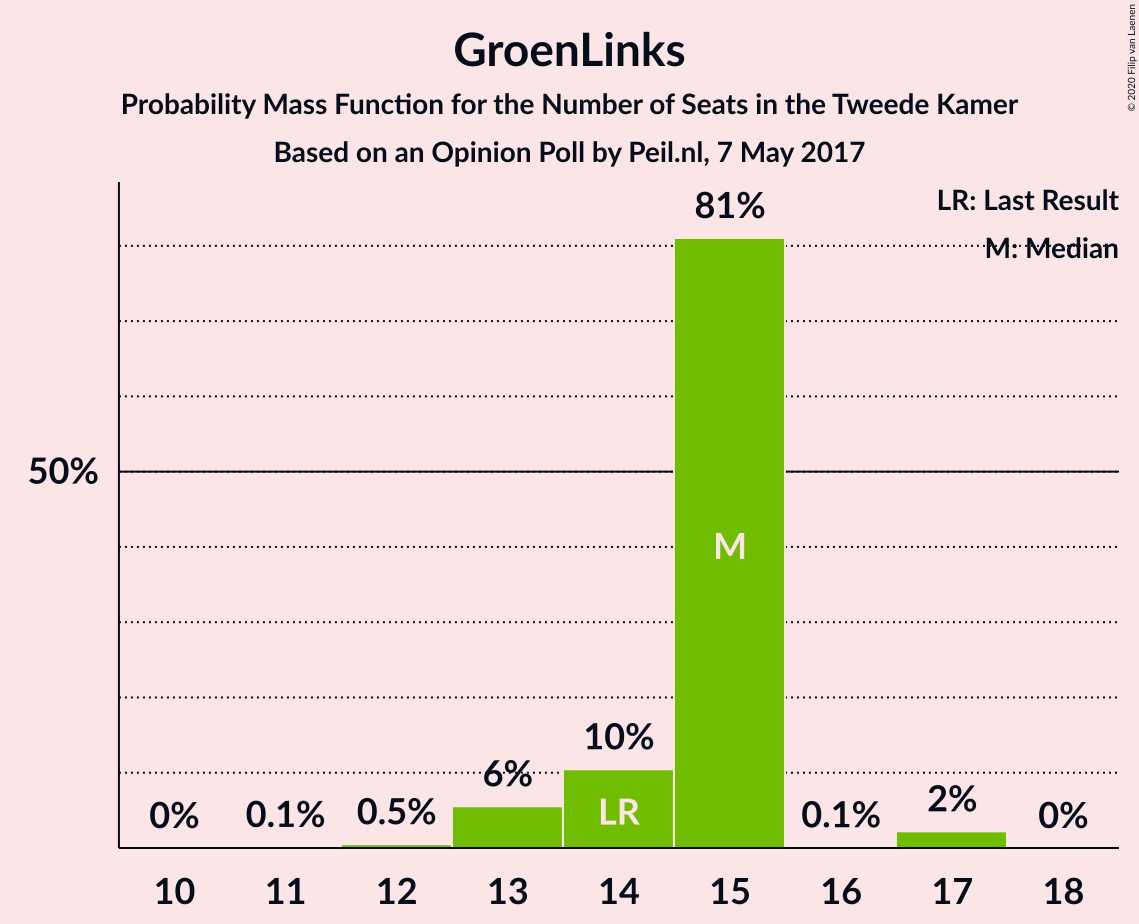 GroenLinks
Probability Mass Function for the Number of Seats in the Tweede Kamer
Based on an Opinion Poll by Peil.nl, 7 May 2017
© 2020 Filip van Laenen
LR: Last Result
M: Median
50%
0%
0.1%
0.5%
6%
10%
81%
0.1%
2%
0%
LR
M
10 11 12 13 14 15 16 17 18